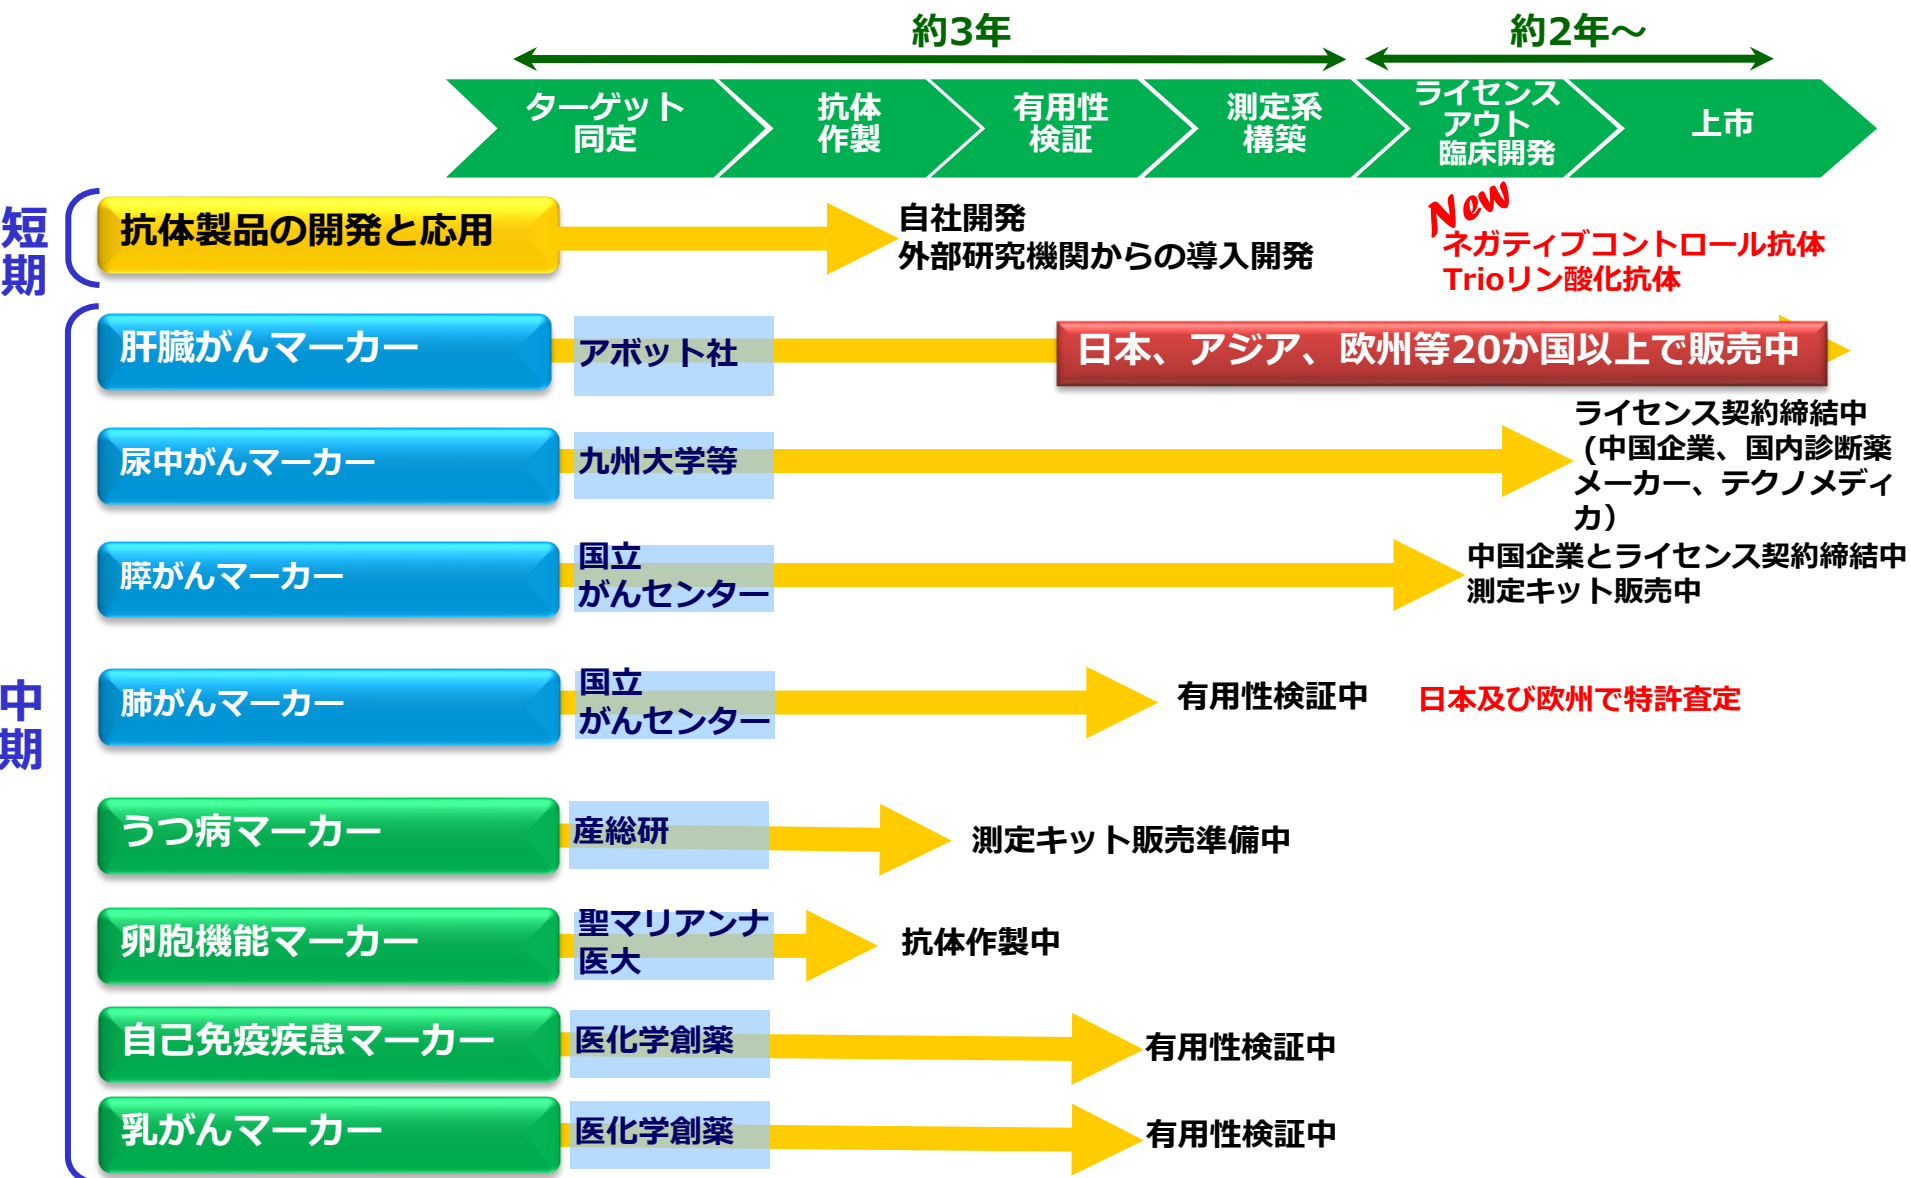 約3年
約2年～
ターゲット
同定
抗体
作製
有用性
検証
測定系
構築
ライセンス
アウト
臨床開発
上市
短
期
抗体製品の開発と応用
自社開発
外部研究機関からの導入開発
New
ネガティブコントロール抗体
Trioリン酸化抗体
中
期
肝臓がんマーカー
アボット社
日本、アジア、欧州等20か国以上で販売中
尿中がんマーカー
九州大学等
ライセンス契約締結中
(中国企業、国内診断薬
メーカー、テクノメディ
カ）
膵がんマーカー
国立
がんセンター
中国企業とライセンス契約締結中
測定キット販売中
肺がんマーカー
国立
がんセンター
有用性検証中
日本及び欧州で特許査定
うつ病マーカー
産総研
測定キット販売準備中
卵胞機能マーカー
聖マリアンナ
医大
抗体作製中
自己免疫疾患マーカー
医化学創薬
有用性検証中
乳がんマーカー
医化学創薬
有用性検証中